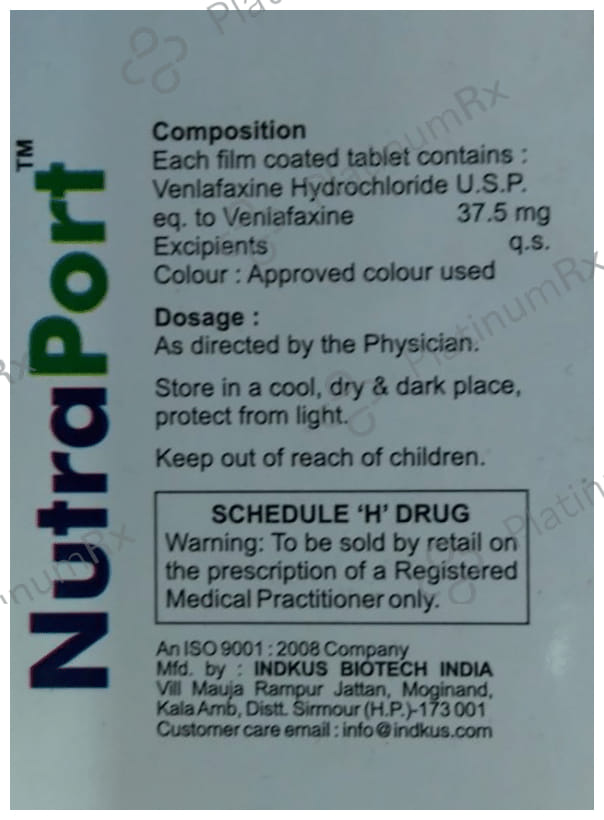 NutraPort™
Composition
Each film coated tablet contains :
Venlafaxine Hydrochloride U.S.P.
eq. to Venlafaxine 37.5 mg
Excipients q.s.
Colour : Approved colour used
Dosage :
As directed by the Physician.
Store in a cool, dry & dark place,
protect from light.
Keep out of reach of children.
SCHEDULE ‘H’ DRUG
Warning: To be sold by retail on
the prescription of a Registered
Medical Practitioner only.
An ISO 9001 : 2008 Company
Mfd. by : INDKUS BIOTECH INDIA
Vill Mauja Rampur Jattan, Moginand,
Kala Amb, Distt. Sirmour (H.P.)-173 001
Customer care email : info@indkus.com
PlatinumRx
PlatinumRx
PlatinumRx
PlatinumRx